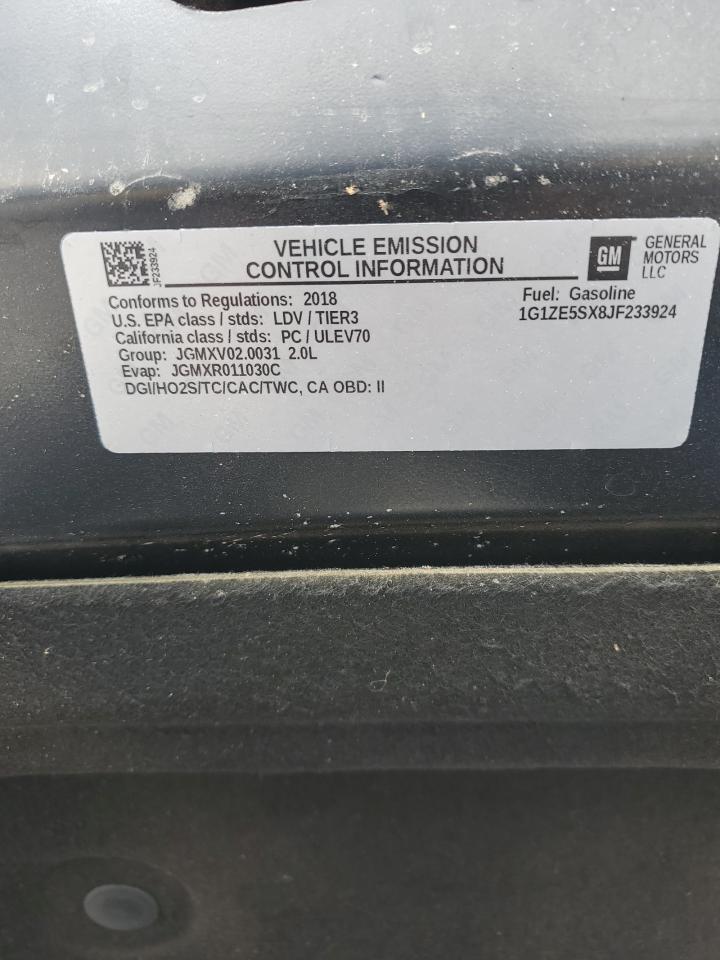 JF233924
VEHICLE EMISSION
CONTROL INFORMATION
GM
GENERAL
MOTORS
LLC
Conforms to Regulations: 2018
U.S. EPA class / stds: LDV / TIER3
California class / stds: PC / ULEV70
Group: JGMXV02.0031 2.0L
Evap: JGMXR011030C
DGI/HO2S/TC/CAC/TWC, CA OBD: II
Fuel: Gasoline
1G1ZE5SX8JF233924